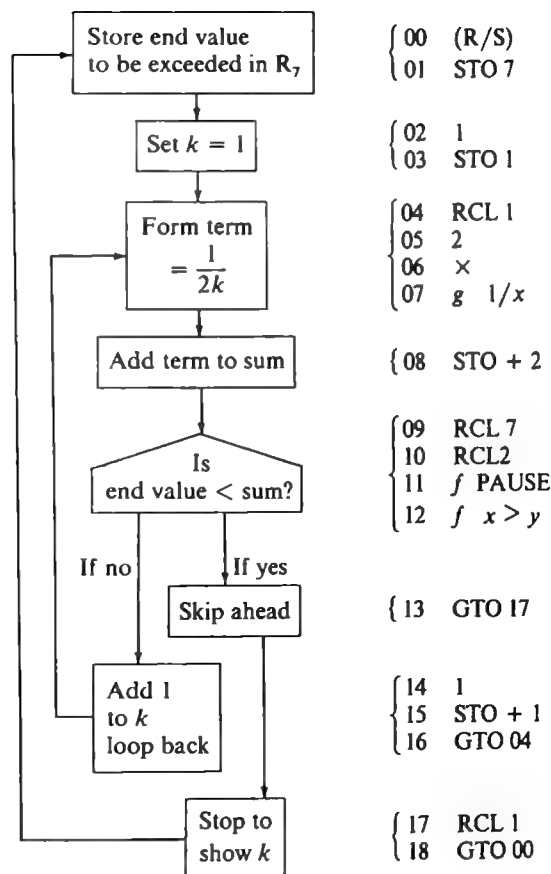 Store end value
to be exceeded in R₇
{ 00 (R/S)
01 STO 7
Set k = 1
{ 02 1
03 STO 1
Form term
= 1/2k
{ 04 RCL 1
05 2
06 ×
07 g 1/x
Add term to sum
{ 08 STO + 2
Is
end value < sum?
{ 09 RCL 7
10 RCL2
11 f PAUSE
12 f x > y
If no
If yes
Skip ahead
{ 13 GTO 17
Add 1
to k
loop back
{ 14 1
15 STO + 1
16 GTO 04
Stop to
show k
{ 17 RCL 1
18 GTO 00